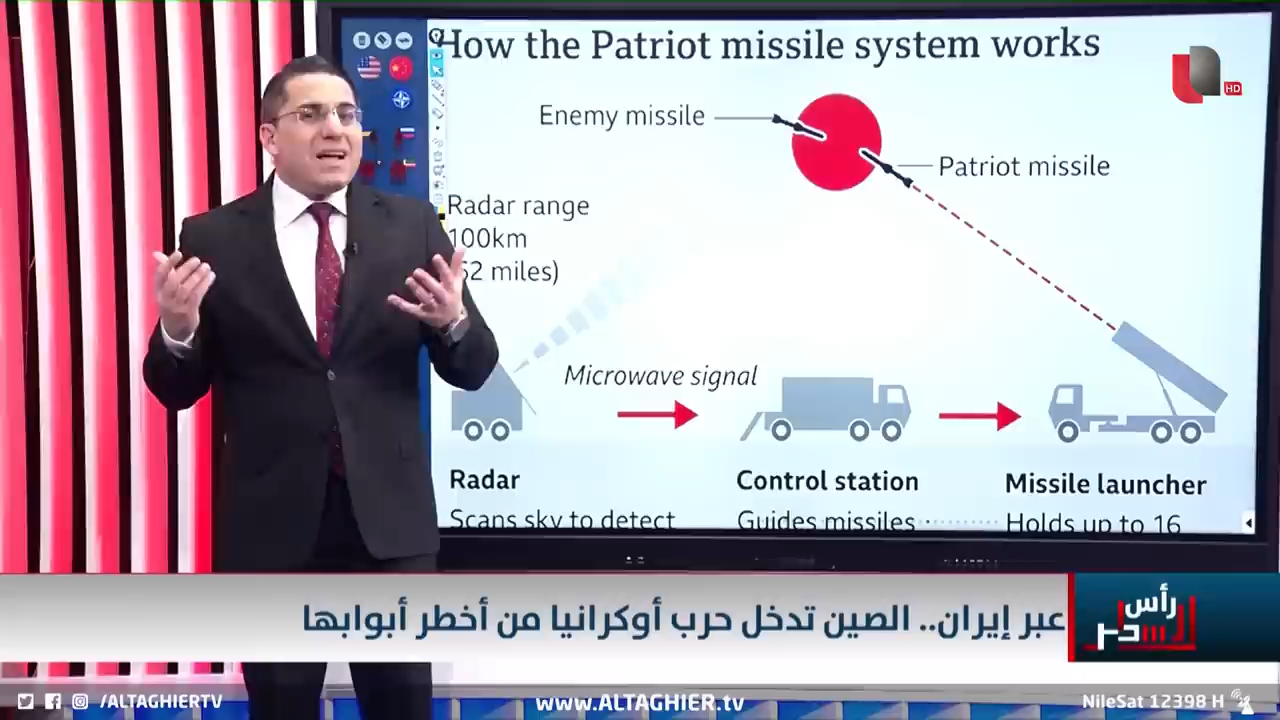 How the Patriot missile system works
HD
Enemy missile
Patriot missile
Radar range
100km
62 miles)
Microwave signal
Radar
Control station
Missile launcher
Scans sky to detect
Guides missiles
Holds up to 16
رأس
السطر
عبر إيران.. الصين تدخل حرب أوكرانيا من أخطر أبوابها
/ALTAGHIERTV
www.ALTAGHIER.tv
NileSat 12398 H